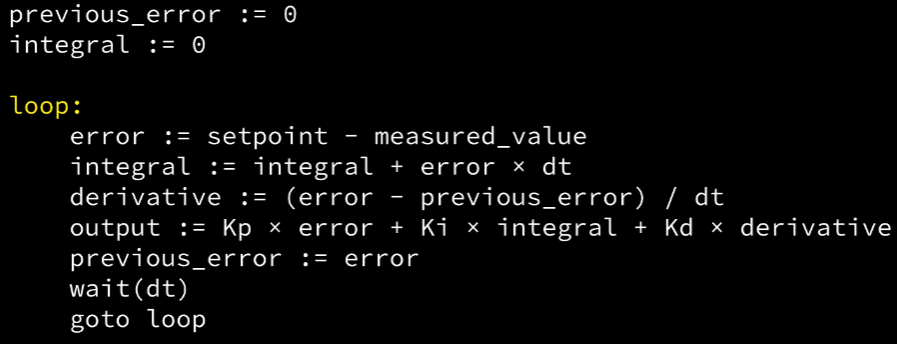 previous_error := 0
integral := 0
loop:
error := setpoint − measured_value
integral := integral + error × dt
derivative := (error − previous_error) / dt
output := Kp × error + Ki × integral + Kd × derivative
previous_error := error
wait(dt)
goto loop